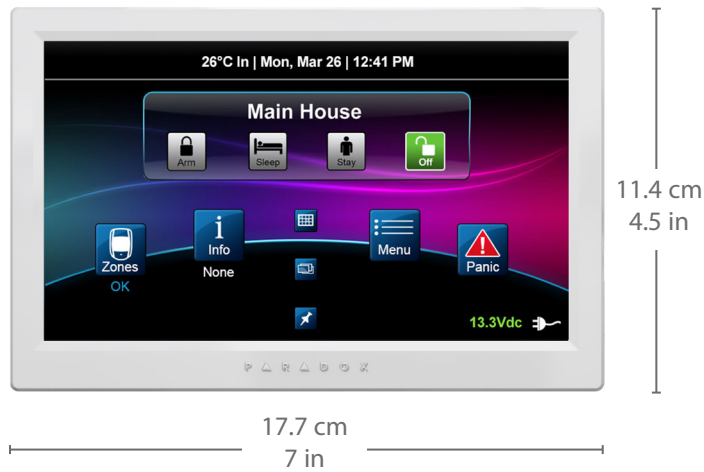 26°C In | Mon, Mar 26 | 12:41 PM
Main House
Arm
Sleep
Stay
Off
Zones
OK
i
Info
None
Menu
Panic
13.3Vdc
PARADOX
11.4 cm
4.5 in
17.7 cm
7 in